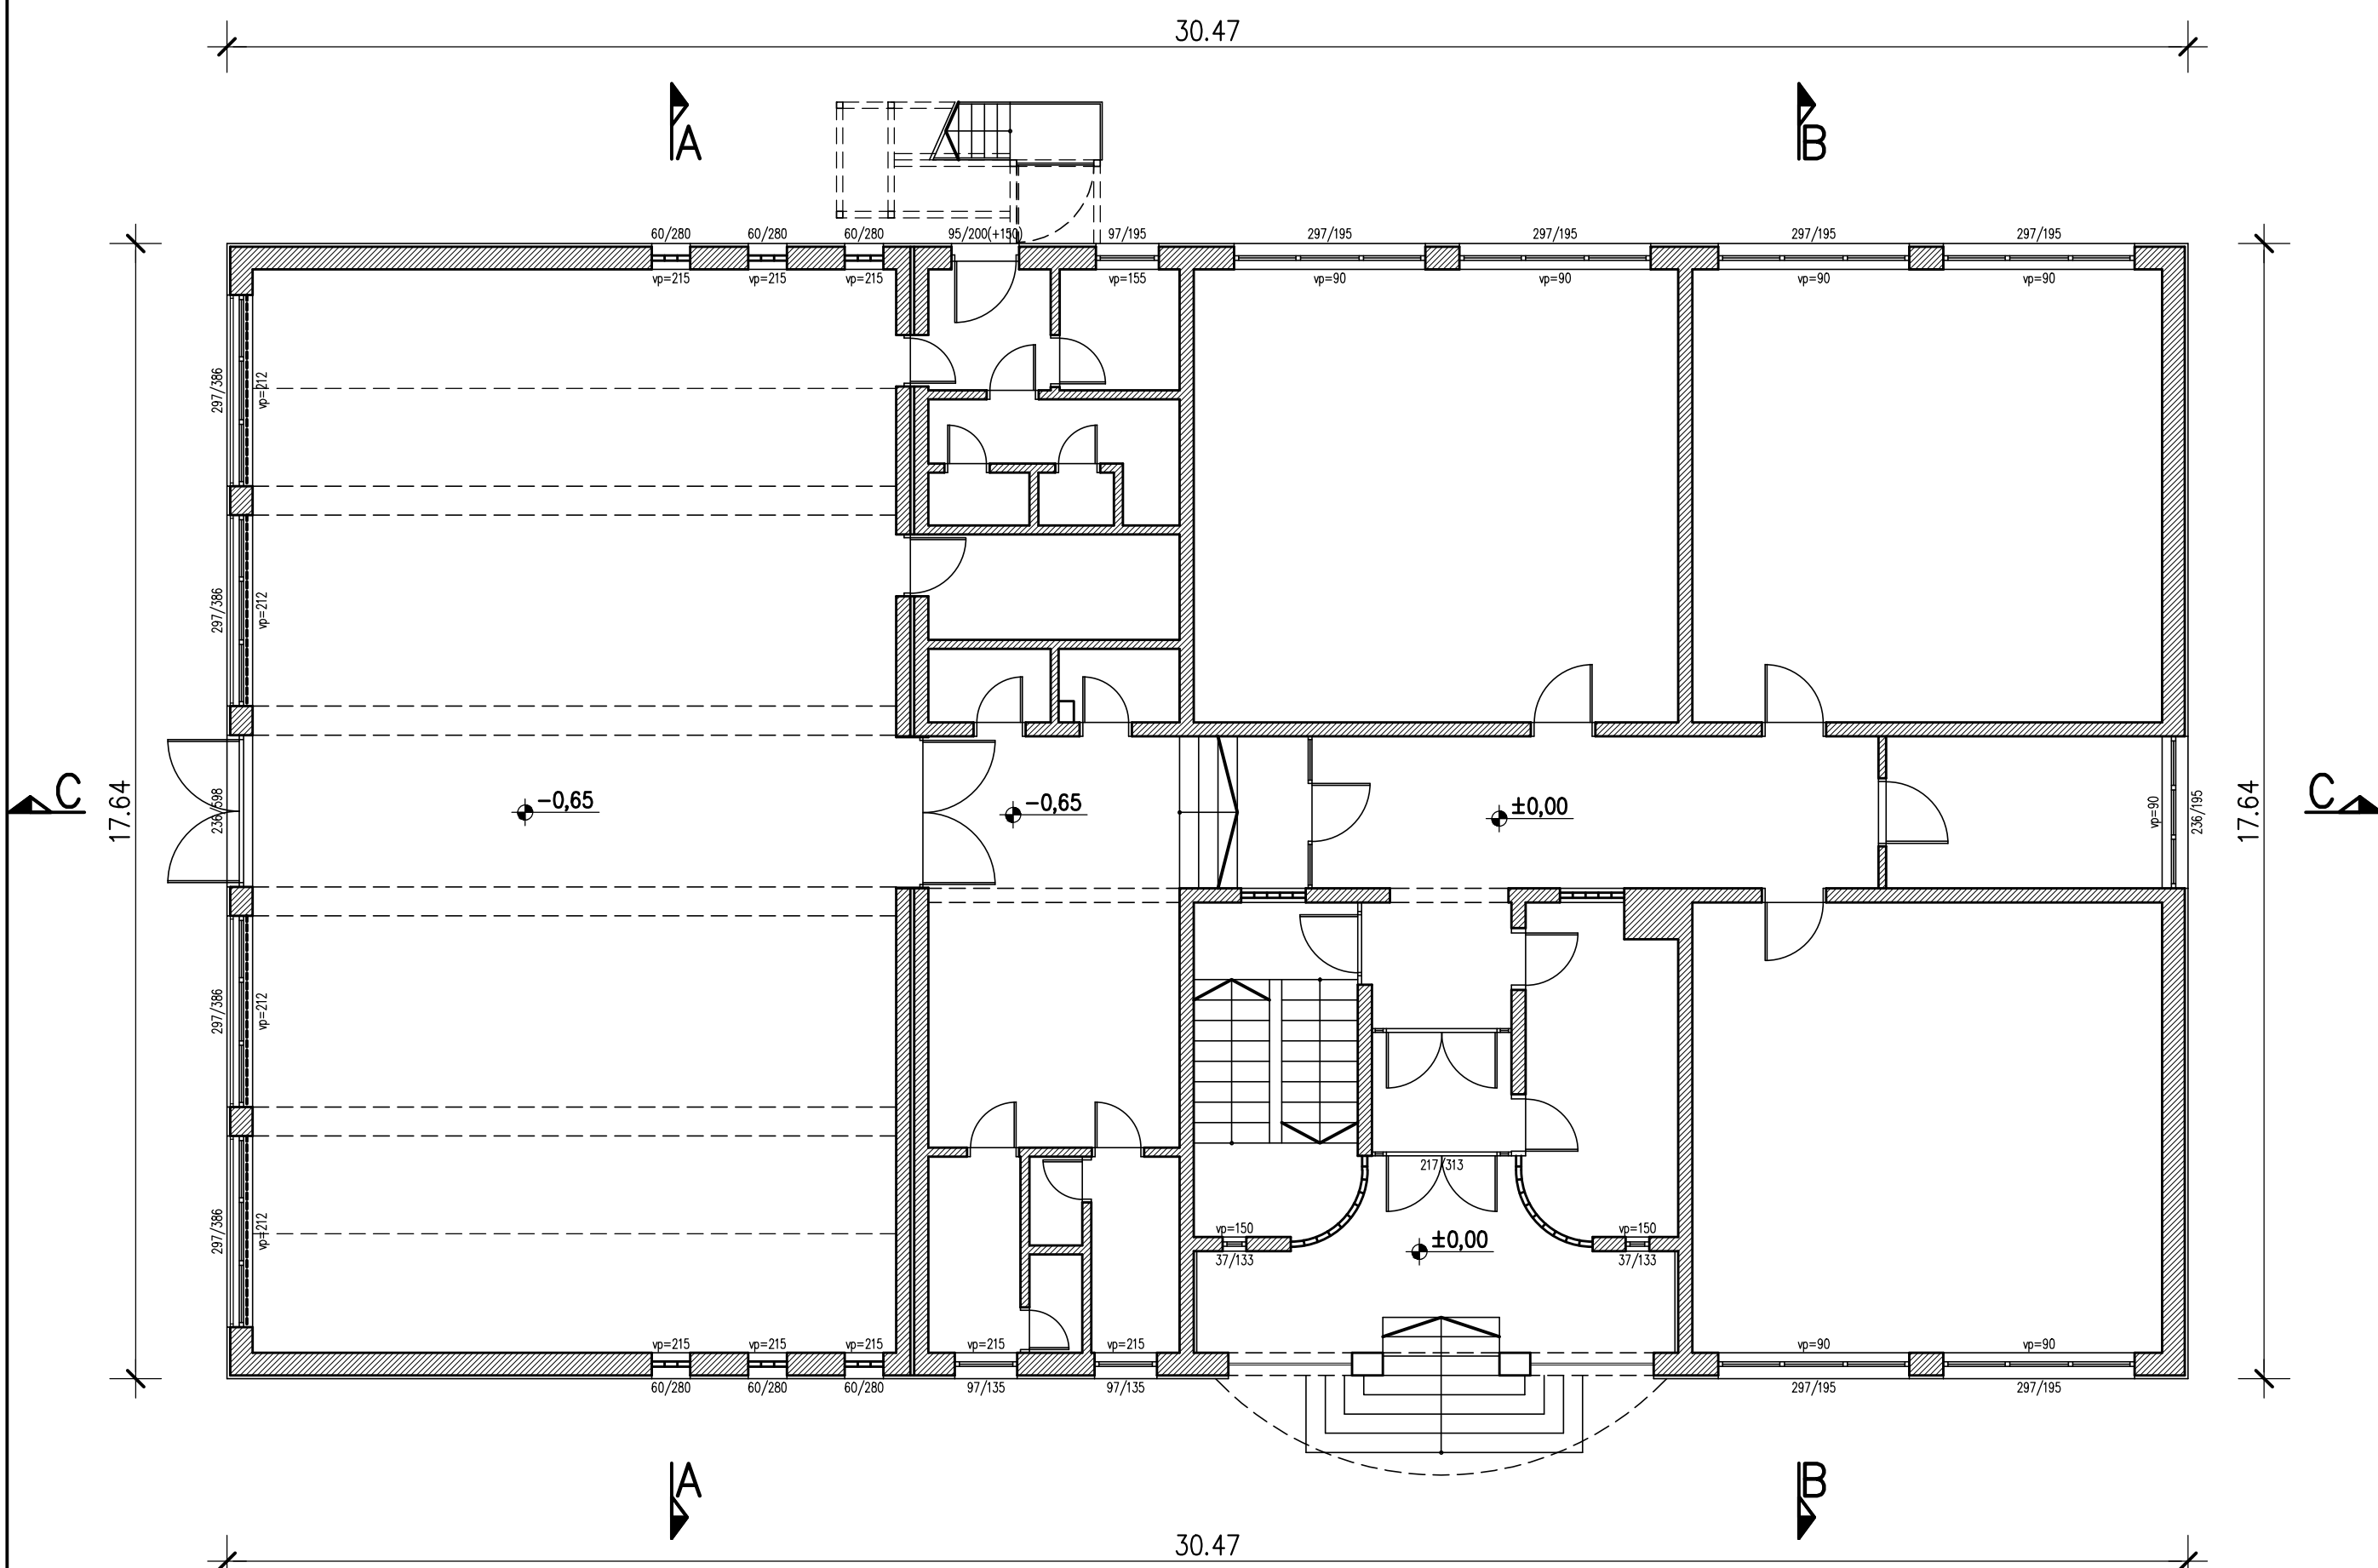 30.47
A
B
60/280
60/280
60/280
95/200(+150)
97/195
297/195
297/195
297/195
297/195
vp=215
vp=215
vp=215
vp=155
vp=90
vp=90
vp=90
vp=90
297/386
vp=212
297/386
vp=212
C
17.64
236/698
-0,65
-0,65
±0,00
vp=90
236/195
17.64
C
297/386
vp=212
217/313
297/386
vp=212
vp=150
±0,00
vp=150
37/133
37/133
vp=215
vp=215
vp=215
vp=215
vp=215
vp=90
vp=90
60/280
60/280
60/280
97/135
97/135
297/195
297/195
A
B
30.47